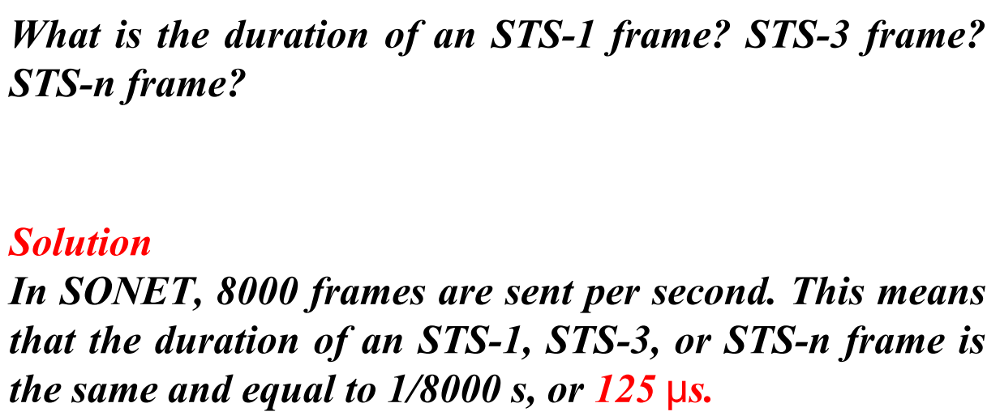 What is the duration of an STS-1 frame? STS-3 frame?
STS-n frame?
Solution
In SONET, 8000 frames are sent per second. This means
that the duration of an STS-1, STS-3, or STS-n frame is
the same and equal to 1/8000 s, or 125 μs.